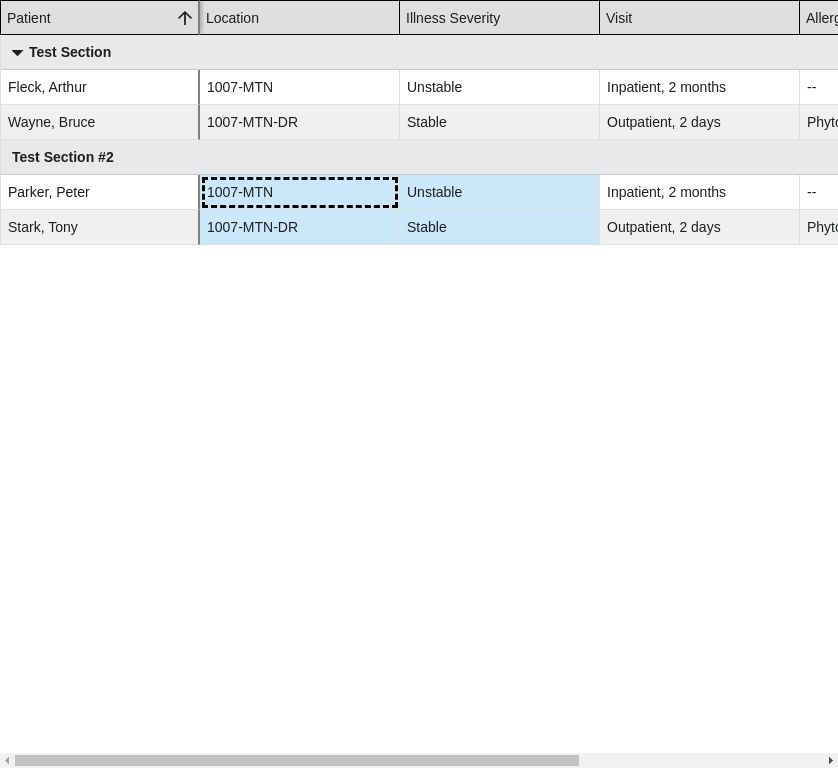 Patient Location Illness Severity Visit Allerg
Test Section
Fleck, Arthur 1007-MTN Unstable Inpatient, 2 months --
Wayne, Bruce 1007-MTN-DR Stable Outpatient, 2 days Phyto
Test Section #2
Parker, Peter 1007-MTN Unstable Inpatient, 2 months --
Stark, Tony 1007-MTN-DR Stable Outpatient, 2 days Phyto